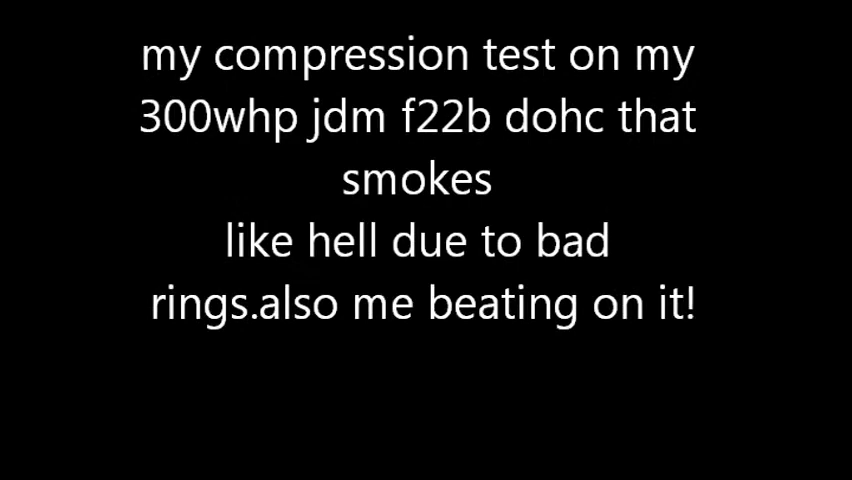 my compression test on my
300whp jdm f22b dohc that
smokes
like hell due to bad
rings.also me beating on it!